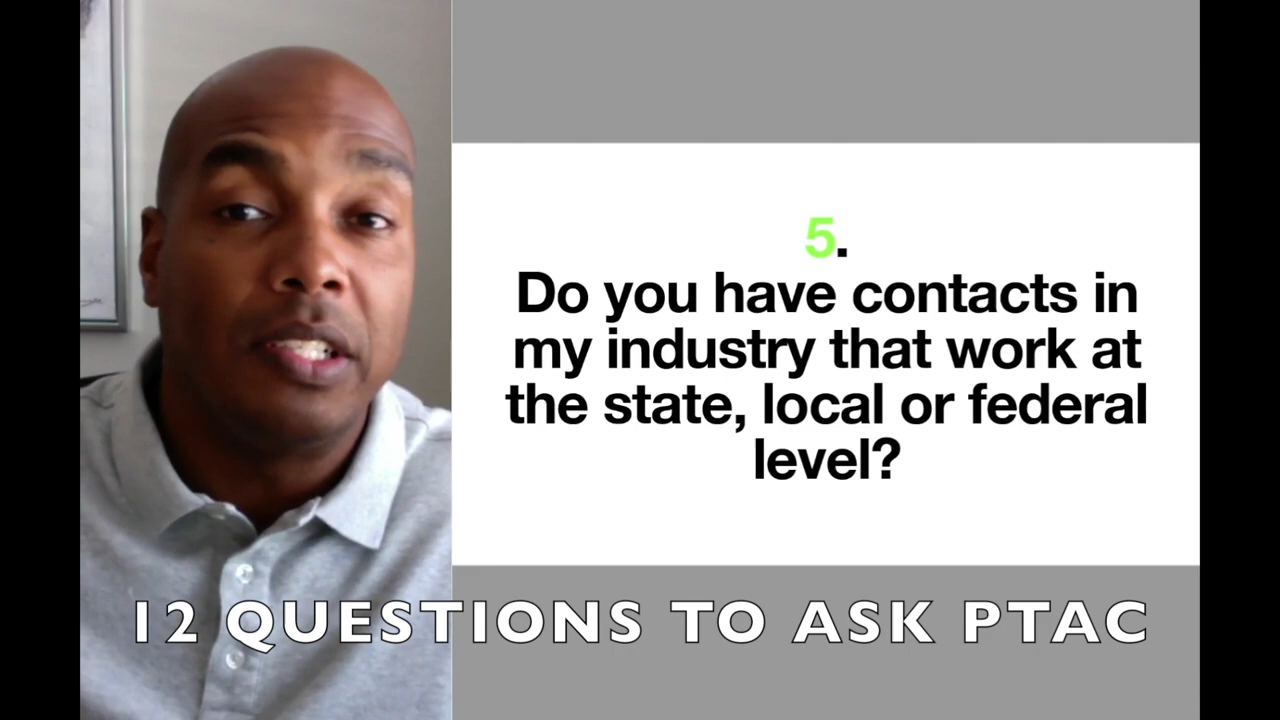 5.
Do you have contacts in
my industry that work at
the state, local or federal
level?
12 QUESTIONS TO ASK PTAC